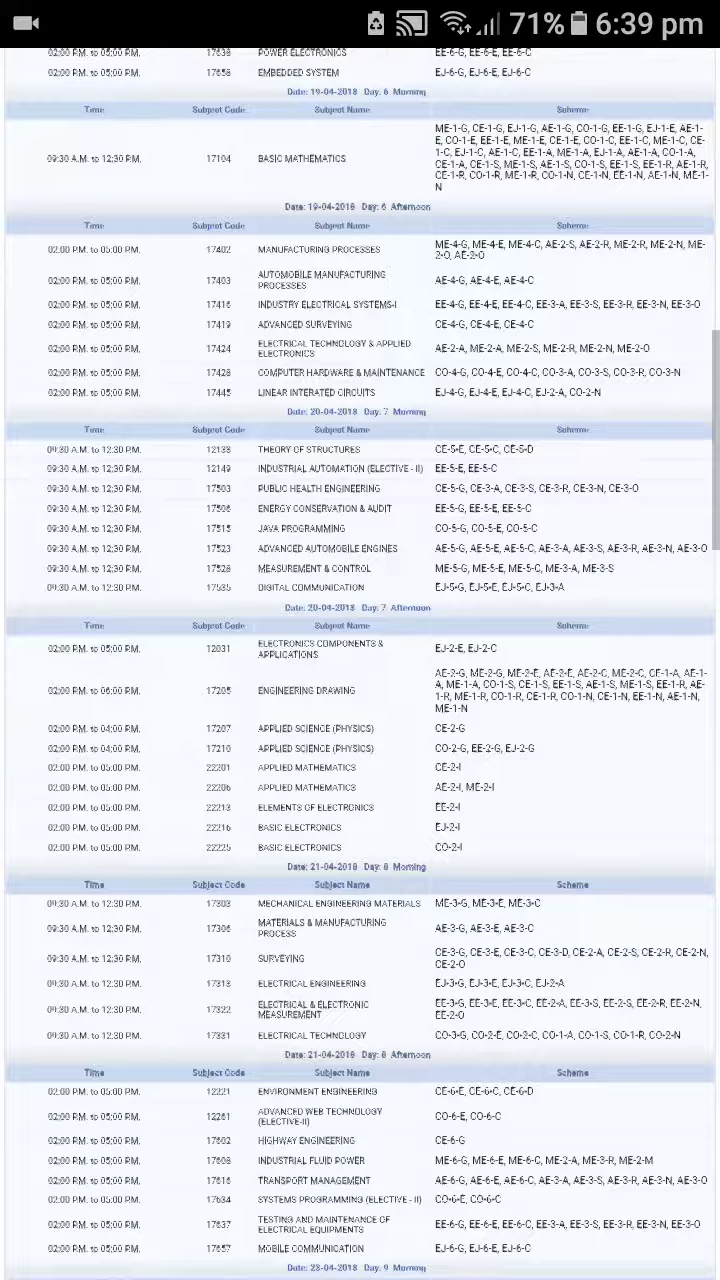 71% 6:39 pm
02:00 P.M. to 05:00 P.M. 17638 POWER ELECTRONICS EE-6-G, EE-6-E, EE-6-C
02:00 P.M. to 05:00 P.M. 17658 EMBEDDED SYSTEM EJ-6-G, EJ-6-E, EJ-6-C
Date: 19-04-2018 Day: 6 Morning
Time Subject Code Subject Name Scheme
ME-1-G, CE-1-G, EJ-1-G, AE-1-G, CO-1-G, EE-1-G, EJ-1-E, AE-1-
E, CO-1-E, EE-1-E, ME-1-E, CE-1-E, CO-1-C, EE-1-C, ME-1-C, CE-
09:30 A.M. to 12:30 P.M. 17104 BASIC MATHEMATICS 1-C, EJ-1-C, AE-1-C, EE-1-A, ME-1-A, EJ-1-A, AE-1-A, CO-1-A,
CE-1-A, CE-1-S, ME-1-S, AE-1-S, CO-1-S, EE-1-S, EE-1-R, AE-1-R,
CE-1-R, CO-1-R, ME-1-R, CO-1-N, CE-1-N, EE-1-N, AE-1-N, ME-1-
N
Date: 19-04-2018 Day: 6 Afternoon
Time Subject Code Subject Name Scheme
02:00 P.M. to 05:00 P.M. 17402 MANUFACTURING PROCESSES ME-4-G, ME-4-E, ME-4-C, AE-2-S, AE-2-R, ME-2-R, ME-2-N, ME-
2-O, AE-2-O
02:00 P.M. to 05:00 P.M. 17403 AUTOMOBILE MANUFACTURING AE-4-G, AE-4-E, AE-4-C
PROCESSES
02:00 P.M. to 05:00 P.M. 17416 INDUSTRY ELECTRICAL SYSTEMS-I EE-4-G, EE-4-E, EE-4-C, EE-3-A, EE-3-S, EE-3-R, EE-3-N, EE-3-O
02:00 P.M. to 05:00 P.M. 17419 ADVANCED SURVEYING CE-4-G, CE-4-E, CE-4-C
02:00 P.M. to 05:00 P.M. 17424 ELECTRICAL TECHNOLOGY & APPLIED AE-2-A, ME-2-A, ME-2-S, ME-2-R, ME-2-N, ME-2-O
ELECTRONICS
02:00 P.M. to 05:00 P.M. 17428 COMPUTER HARDWARE & MAINTENANCE CO-4-G, CO-4-E, CO-4-C, CO-3-A, CO-3-S, CO-3-R, CO-3-N
02:00 P.M. to 05:00 P.M. 17445 LINEAR INTERATED CIRCUITS EJ-4-G, EJ-4-E, EJ-4-C, EJ-2-A, CO-2-N
Date: 20-04-2018 Day: 7 Morning
Time Subject Code Subject Name Scheme
09:30 A.M. to 12:30 P.M. 12138 THEORY OF STRUCTURES CE-5-E, CE-5-C, CE-5-D
09:30 A.M. to 12:30 P.M. 12149 INDUSTRIAL AUTOMATION (ELECTIVE - II) EE-5-E, EE-5-C
09:30 A.M. to 12:30 P.M. 17503 PUBLIC HEALTH ENGINEERING CE-5-G, CE-3-A, CE-3-S, CE-3-R, CE-3-N, CE-3-O
09:30 A.M. to 12:30 P.M. 17506 ENERGY CONSERVATION & AUDIT EE-5-G, EE-5-E, EE-5-C
09:30 A.M. to 12:30 P.M. 17515 JAVA PROGRAMMING CO-5-G, CO-5-E, CO-5-C
09:30 A.M. to 12:30 P.M. 17523 ADVANCED AUTOMOBILE ENGINES AE-5-G, AE-5-E, AE-5-C, AE-3-A, AE-3-S, AE-3-R, AE-3-N, AE-3-O
09:30 A.M. to 12:30 P.M. 17528 MEASUREMENT & CONTROL ME-5-G, ME-5-E, ME-5-C, ME-3-A, ME-3-S
09:30 A.M. to 12:30 P.M. 17535 DIGITAL COMMUNICATION EJ-5-G, EJ-5-E, EJ-5-C, EJ-3-A
Date: 20-04-2018 Day: 7 Afternoon
Time Subject Code Subject Name Scheme
02:00 P.M. to 05:00 P.M. 12031 ELECTRONICS COMPONENTS & EJ-2-E, EJ-2-C
APPLICATIONS
AE-2-G, ME-2-G, ME-2-E, AE-2-E, AE-2-C, ME-2-C, CE-1-A, AE-1-
02:00 P.M. to 06:00 P.M. 17205 ENGINEERING DRAWING A, ME-1-A, CO-1-S, CE-1-S, EE-1-S, AE-1-S, ME-1-S, EE-1-R, AE-
1-R, ME-1-R, CO-1-R, CE-1-R, CO-1-N, CE-1-N, EE-1-N, AE-1-N,
ME-1-N
02:00 P.M. to 04:00 P.M. 17207 APPLIED SCIENCE (PHYSICS) CE-2-G
02:00 P.M. to 04:00 P.M. 17210 APPLIED SCIENCE (PHYSICS) CO-2-G, EE-2-G, EJ-2-G
02:00 P.M. to 05:00 P.M. 22201 APPLIED MATHEMATICS CE-2-I
02:00 P.M. to 05:00 P.M. 22206 APPLIED MATHEMATICS AE-2-I, ME-2-I
02:00 P.M. to 05:00 P.M. 22213 ELEMENTS OF ELECTRONICS EE-2-I
02:00 P.M. to 05:00 P.M. 22216 BASIC ELECTRONICS EJ-2-I
02:00 P.M. to 05:00 P.M. 22225 BASIC ELECTRONICS CO-2-I
Date: 21-04-2018 Day: 8 Morning
Time Subject Code Subject Name Scheme
09:30 A.M. to 12:30 P.M. 17303 MECHANICAL ENGINEERING MATERIALS ME-3-G, ME-3-E, ME-3-C
09:30 A.M. to 12:30 P.M. 17306 MATERIALS & MANUFACTURING AE-3-G, AE-3-E, AE-3-C
PROCESS
09:30 A.M. to 12:30 P.M. 17310 SURVEYING CE-3-G, CE-3-E, CE-3-C, CE-3-D, CE-2-A, CE-2-S, CE-2-R, CE-2-N,
CE-2-O
09:30 A.M. to 12:30 P.M. 17318 ELECTRICAL ENGINEERING EJ-3-G, EJ-3-E, EJ-3-C, EJ-2-A
09:30 A.M. to 12:30 P.M. 17322 ELECTRICAL & ELECTRONIC EE-3-G, EE-3-E, EE-3-C, EE-2-A, EE-3-S, EE-2-S, EE-2-R, EE-2-N,
MEASUREMENT EE-2-O
09:30 A.M. to 12:30 P.M. 17331 ELECTRICAL TECHNOLOGY CO-3-G, CO-2-E, CO-2-C, CO-1-A, CO-1-S, CO-1-R, CO-2-N
Date: 21-04-2018 Day: 8 Afternoon
Time Subject Code Subject Name Scheme
02:00 P.M. to 05:00 P.M. 12221 ENVIRONMENT ENGINEERING CE-6-E, CE-6-C, CE-6-D
02:00 P.M. to 05:00 P.M. 12261 ADVANCED WEB TECHNOLOGY CO-6-E, CO-6-C
(ELECTIVE-II)
02:00 P.M. to 05:00 P.M. 17602 HIGHWAY ENGINEERING CE-6-G
02:00 P.M. to 05:00 P.M. 17608 INDUSTRIAL FLUID POWER ME-6-G, ME-6-E, ME-6-C, ME-2-A, ME-3-R, ME-2-M
02:00 P.M. to 05:00 P.M. 17616 TRANSPORT MANAGEMENT AE-6-G, AE-6-E, AE-6-C, AE-3-A, AE-3-S, AE-3-R, AE-3-N, AE-3-O
02:00 P.M. to 05:00 P.M. 17634 SYSTEMS PROGRAMMING (ELECTIVE - II) CO-6-E, CO-6-C
02:00 P.M. to 05:00 P.M. 17637 TESTING AND MAINTENANCE OF EE-6-G, EE-6-E, EE-6-C, EE-3-A, EE-3-S, EE-3-R, EE-3-N, EE-3-O
ELECTRICAL EQUIPMENTS
02:00 P.M. to 05:00 P.M. 17657 MOBILE COMMUNICATION EJ-6-G, EJ-6-E, EJ-6-C
Date: 23-04-2018 Day: 9 Morning